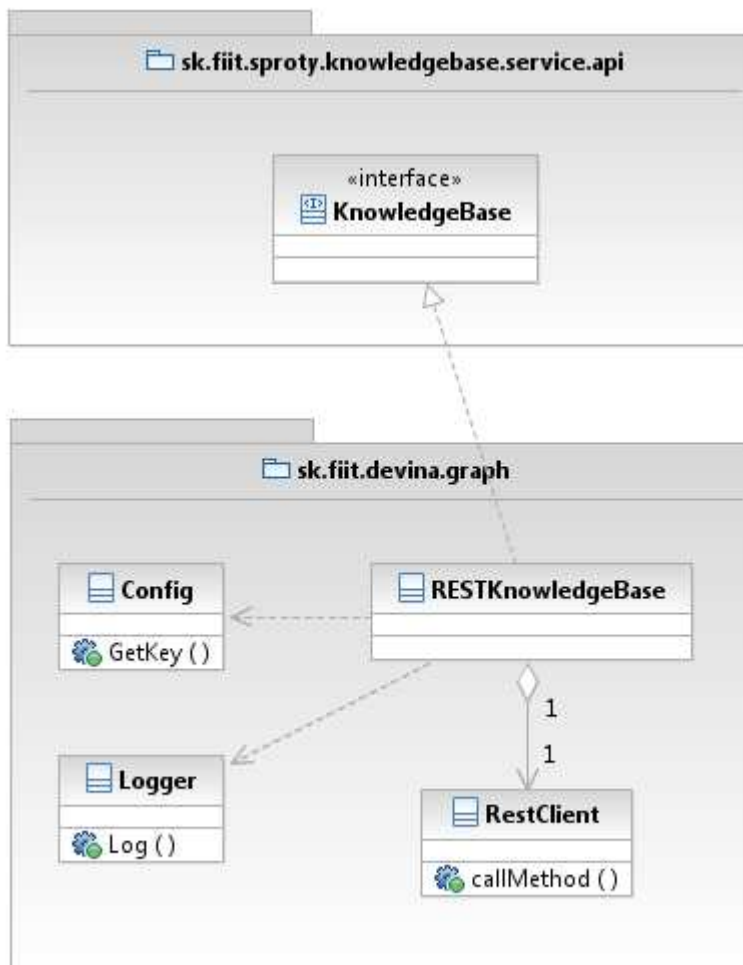 sk.fiit.sproty.knowledgebase.service.api
«interface»
KnowledgeBase
sk.fiit.devina.graph
Config
GetKey ( )
RESTKnowledgeBase
1
1
Logger
Log ( )
RestClient
callMethod ( )